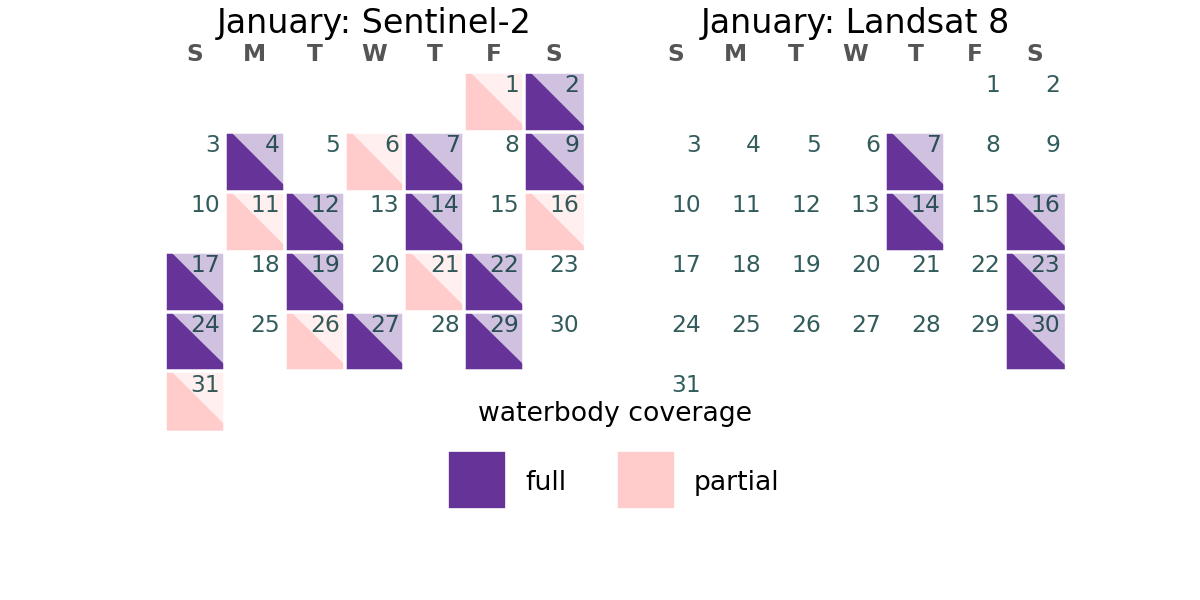 January: Sentinel-2
S M T W T F S
1 2
3 4 5 6 7 8 9
10 11 12 13 14 15 16
17 18 19 20 21 22 23
24 25 26 27 28 29 30
31
January: Landsat 8
S M T W T F S
1 2
3 4 5 6 7 8 9
10 11 12 13 14 15 16
17 18 19 20 21 22 23
24 25 26 27 28 29 30
31
waterbody coverage
full partial